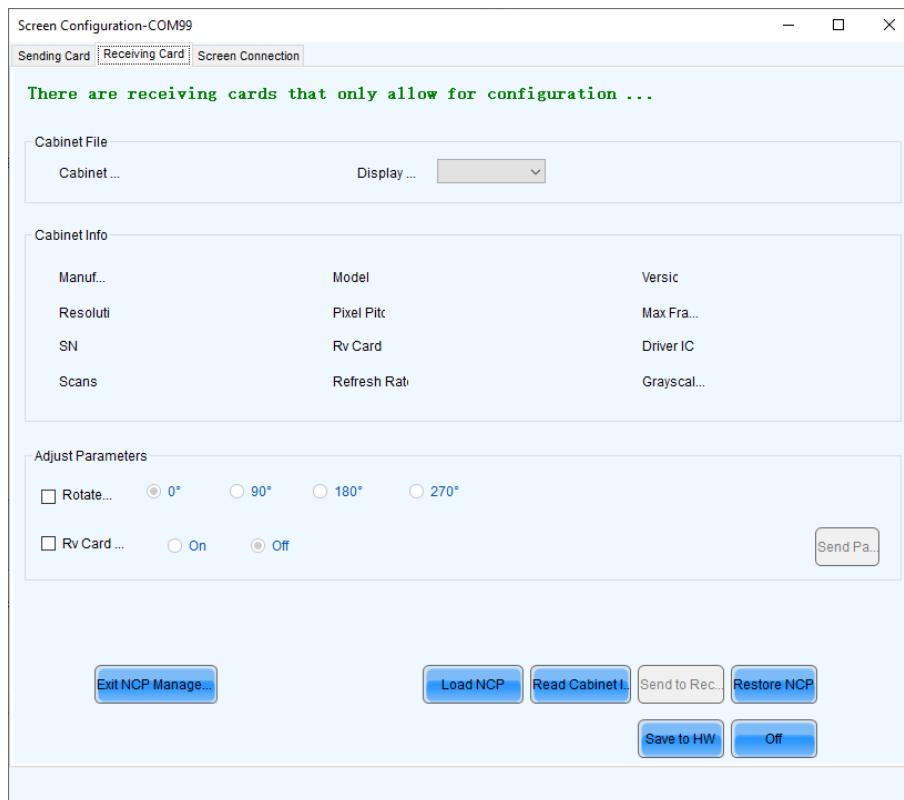 Screen Configuration-COM99
Sending Card Receiving Card Screen Connection
There are receiving cards that only allow for configuration ...
Cabinet File
Cabinet ... Display ...
Cabinet Info
Manuf... Model Versic
Resoluti Pixel Pitc Max Fra...
SN Rv Card Driver IC
Scans Refresh Rat Grayscal...
Adjust Parameters
Rotate... 0° 90° 180° 270°
Rv Card ... On Off
Send Pa...
Exit NCP Manage... Load NCP Read Cabinet I.. Send to Rec... Restore NCP
Save to HW Off